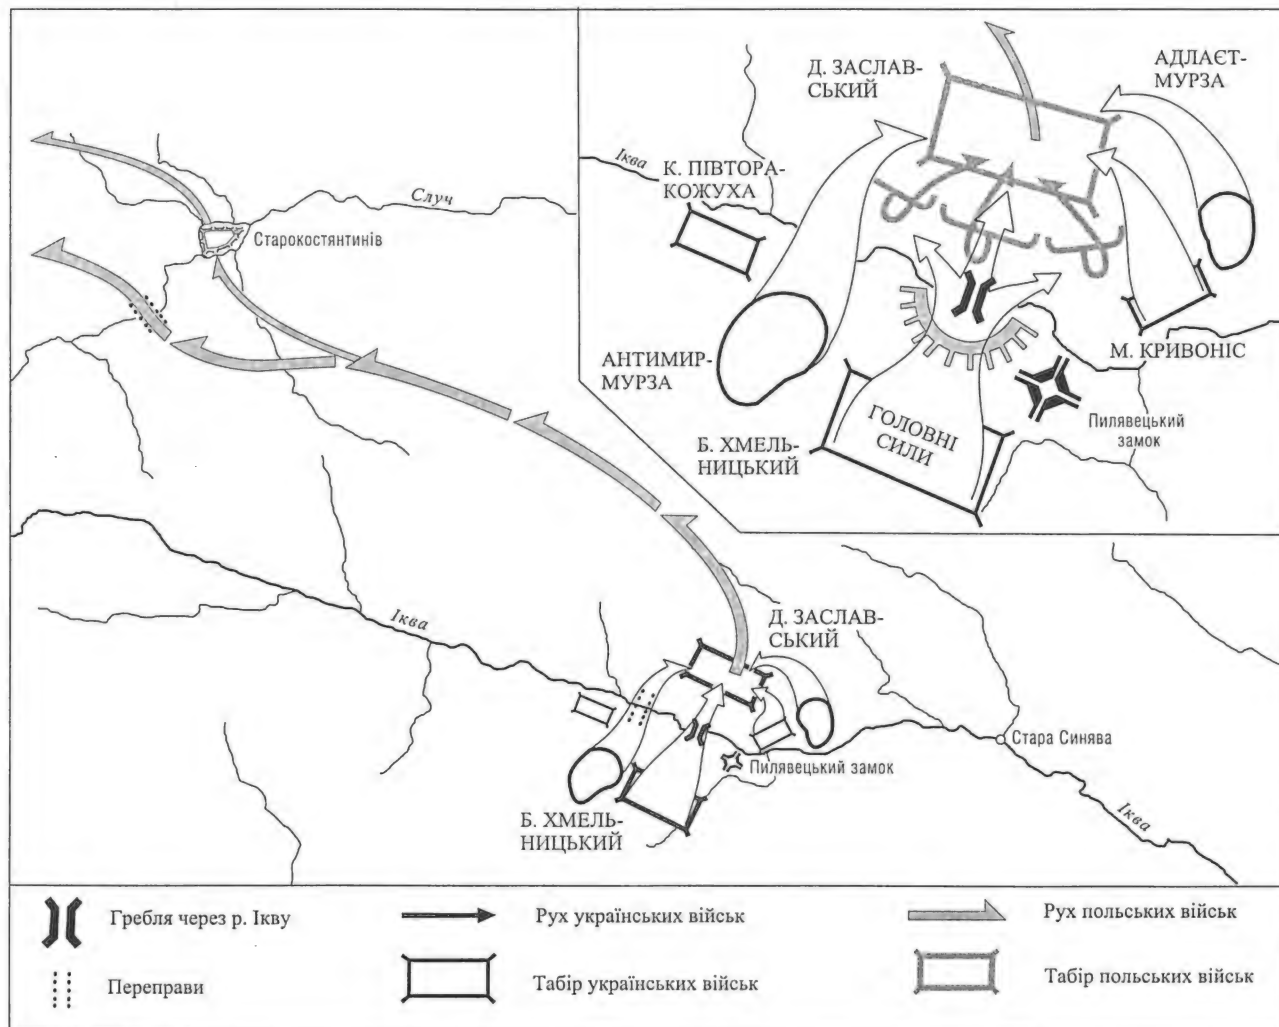 Д. ЗАСЛАВ-
СЬКИЙ
АДЛАЄТ-
МУРЗА
Іква
К. ПІВТОРА-
КОЖУХА
Случ
Старокостянтинів
АНТИМИР-
МУРЗА
М. КРИВОНІС
Пилявецький
замок
ГОЛОВНІ
СИЛИ
Б. ХМЕЛЬ-
НИЦЬКИЙ
Іква
Д. ЗАСЛАВ-
СЬКИЙ
Стара Синява
Пилявецький замок
Б. ХМЕЛЬ-
НИЦЬКИЙ
Іква
Гребля через р. Ікву
Рух українських військ
Рух польських військ
Переправи
Табір українських військ
Табір польських військ